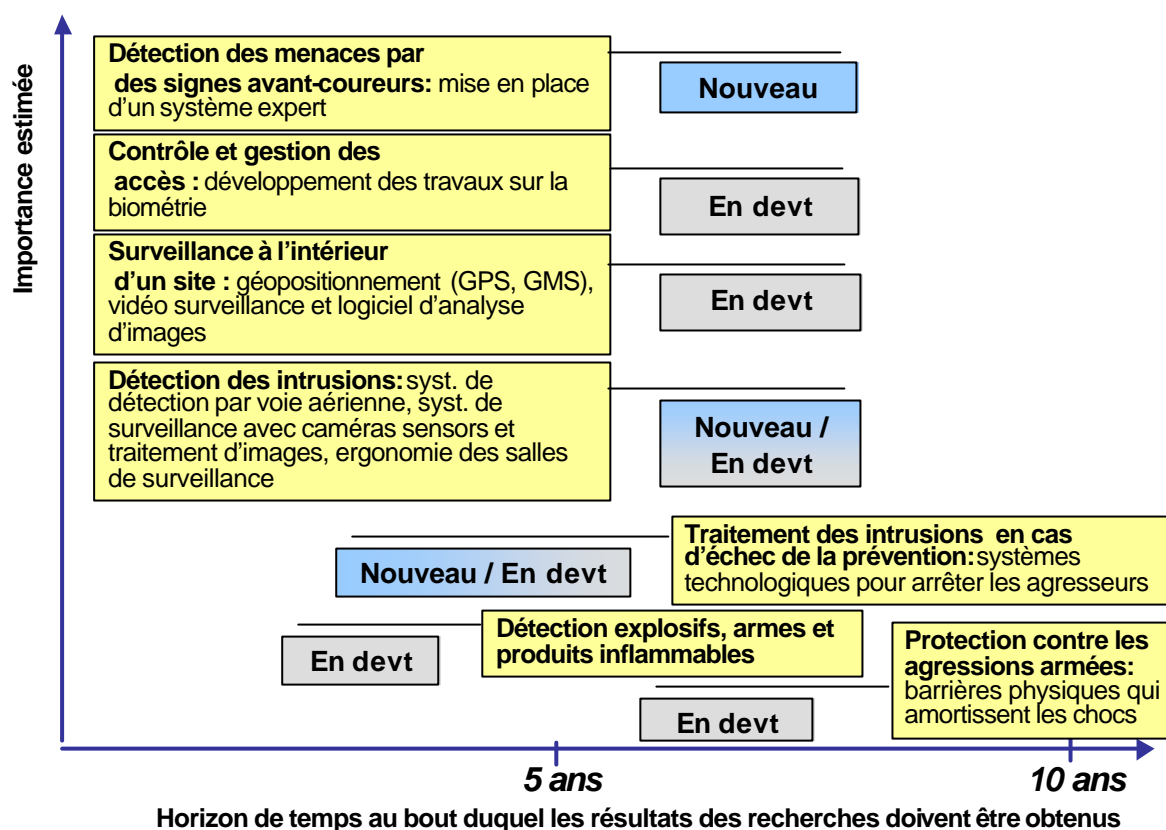 Importance estimée
Détection des menaces par
des signes avant-coureurs: mise en place
d'un système expert
Nouveau
Contrôle et gestion des
accès : développement des travaux sur la
biométrie
En devt
Surveillance à l'intérieur
d'un site : géopositionnement (GPS, GMS),
vidéo surveillance et logiciel d'analyse
d'images
En devt
Détection des intrusions: syst. de
détection par voie aérienne, syst. de
surveillance avec caméras sensors et
traitement d'images, ergonomie des salles
de surveillance
Nouveau /
En devt
Traitement des intrusions en cas
d'échec de la prévention: systèmes
technologiques pour arrêter les agresseurs
Nouveau / En devt
Détection explosifs, armes et
produits inflammables
En devt
Protection contre les
agressions armées:
barrières physiques qui
amortissent les chocs
En devt
5 ans
10 ans
Horizon de temps au bout duquel les résultats des recherches doivent être obtenus